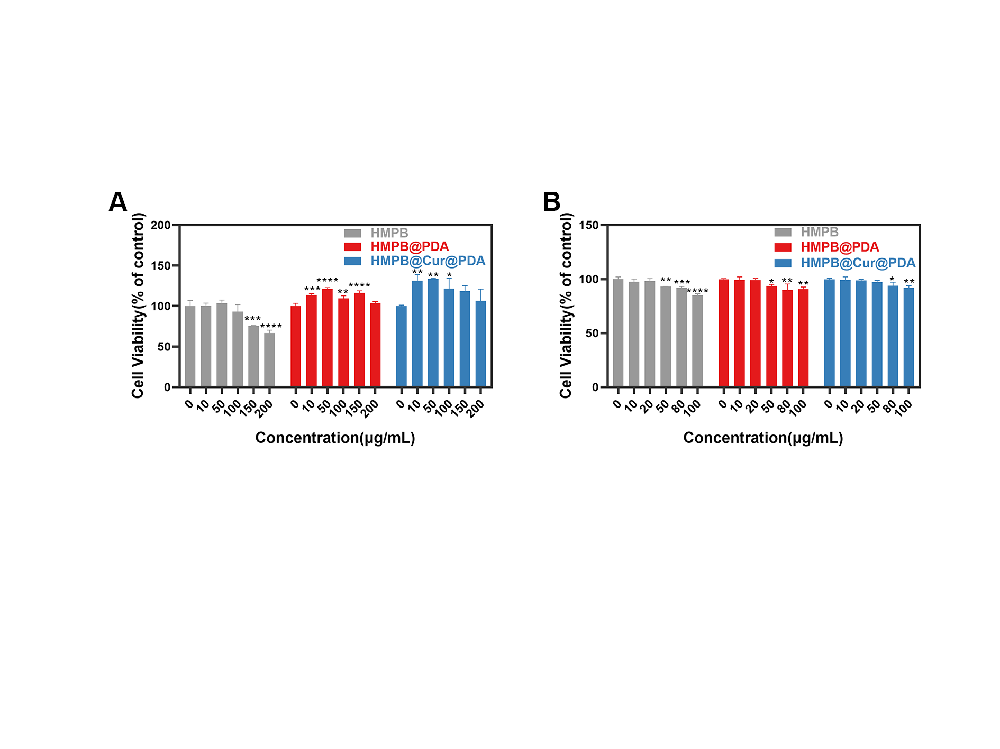 A
Cell Viability(% of control)
200
150
100
50
0
HMPB
HMPB@PDA
HMPB@Cur@PDA
*** ****
*** **** ** ****
** ** *
0 10 50 100 150 200 0 10 50 100 150 200 0 10 50 100 150 200
Concentration(µg/mL)
B
Cell Viability(% of control)
150
100
50
0
HMPB
HMPB@PDA
HMPB@Cur@PDA
** *** ****
* ** **
* **
0 10 20 50 80 100 0 10 20 50 80 100 0 10 20 50 80 100
Concentration(µg/mL)